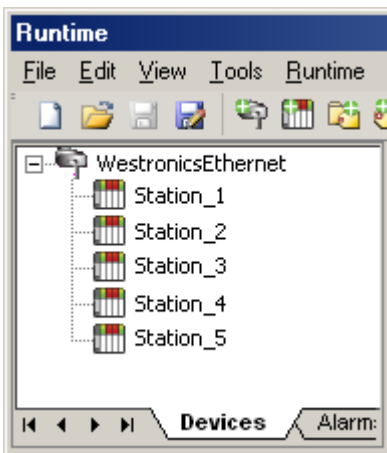 Runtime
File Edit View Tools Runtime
WestronicsEthernet
Station_1
Station_2
Station_3
Station_4
Station_5
Devices Alarm